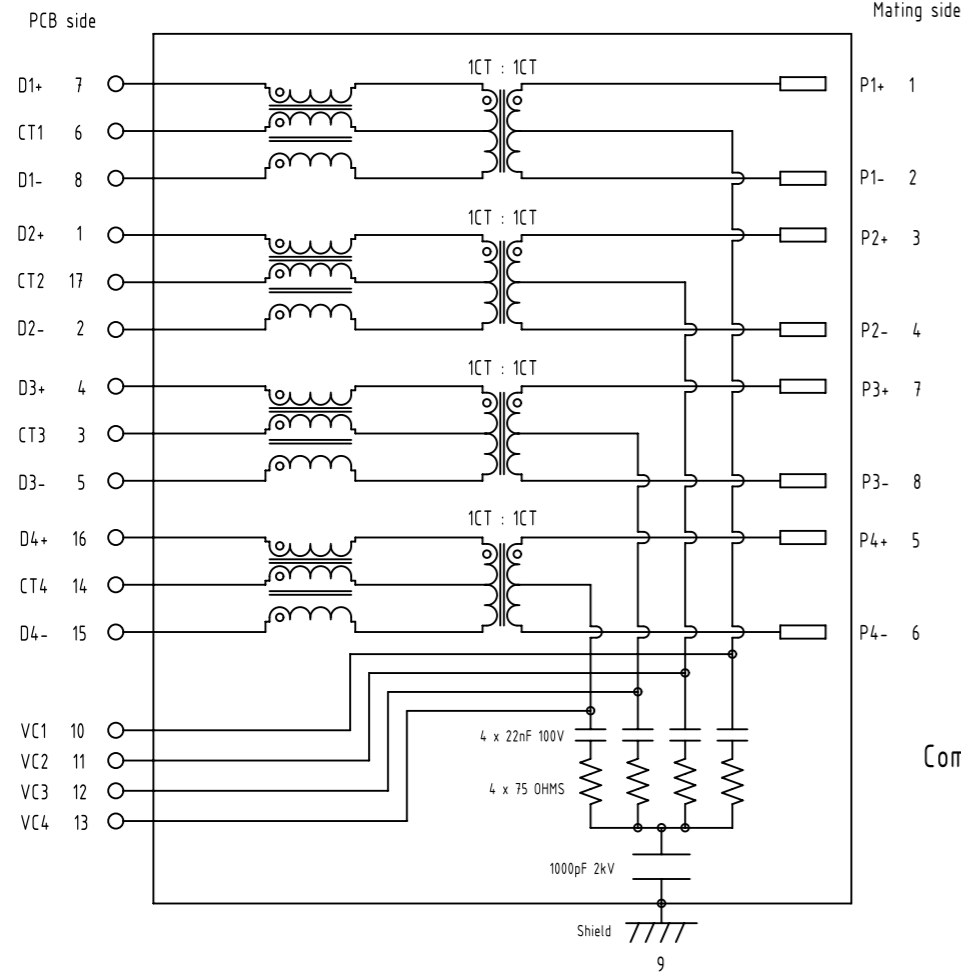 PCB side
Mating side
1CT : 1CT
D1+ 7
P1+ 1
CT1 6
D1- 8
P1- 2
1CT : 1CT
D2+ 1
P2+ 3
CT2 17
D2- 2
P2- 4
1CT : 1CT
D3+ 4
P3+ 7
CT3 3
D3- 5
P3- 8
1CT : 1CT
D4+ 16
P4+ 5
CT4 14
D4- 15
P4- 6
VC1 10
4 x 22nF 100V
Com
VC2 11
VC3 12
4 x 75 OHMS
VC4 13
1000pF 2kV
Shield
9